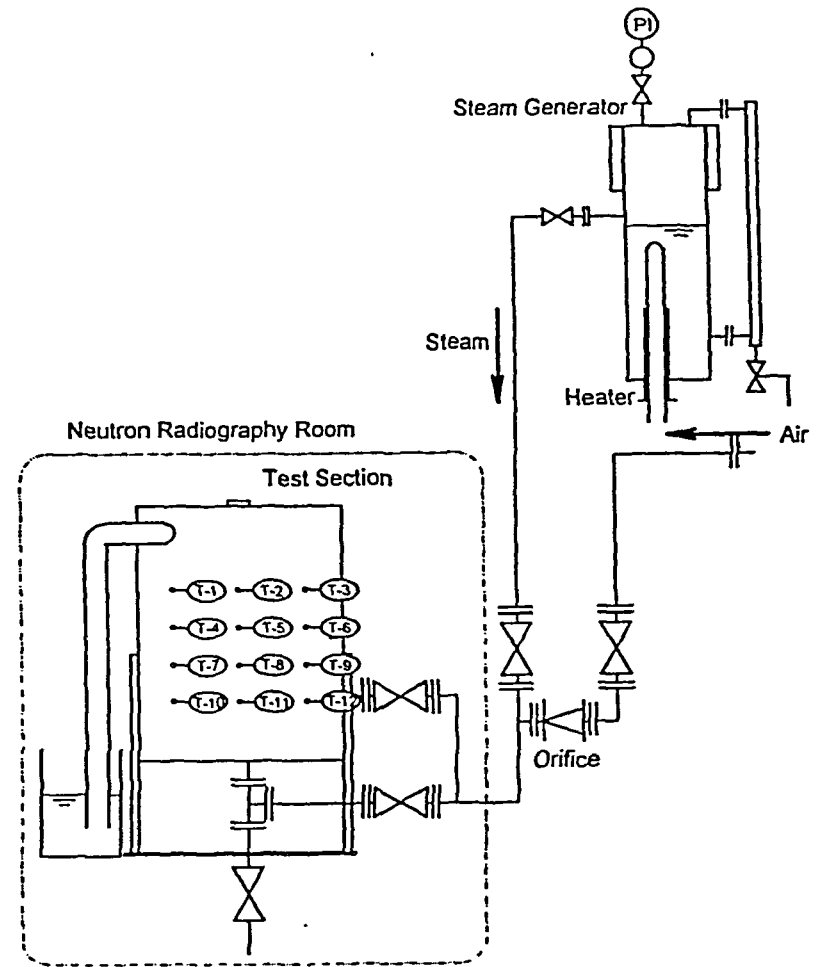 PI
Steam Generator
Steam
Heater
Air
Neutron Radiography Room
Test Section
T-1 T-2 T-3
T-4 T-5 T-6
T-7 T-8 T-9
T-10 T-11 T-12
Orifice